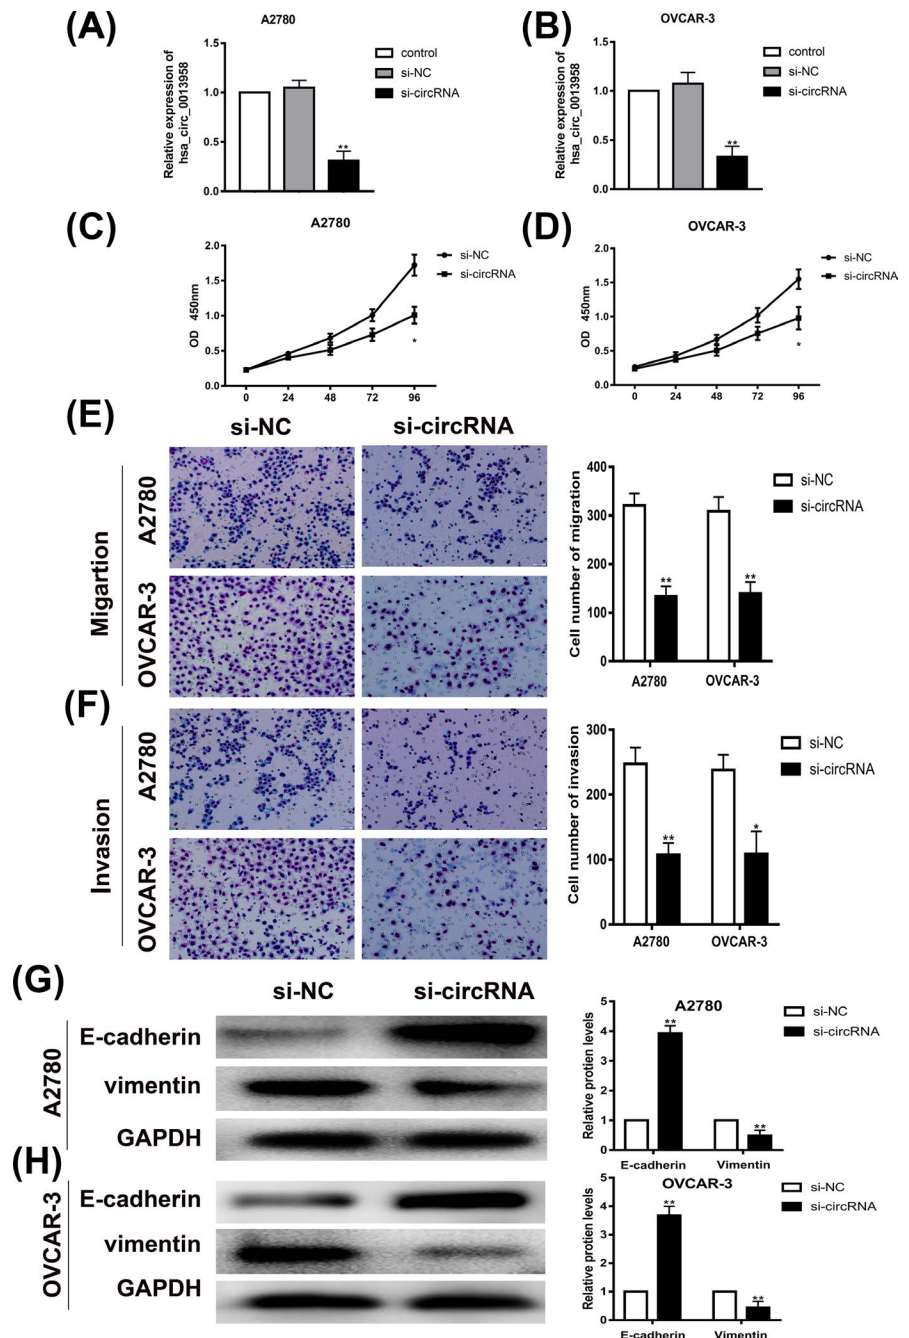 (A)
A2780
Relative expression of
hsa_circ_0013958
1.5
1.0
0.5
0.0
**
control
si-NC
si-circRNA
(B)
OVCAR-3
Relative expression of
hsa_circ_0013958
1.5
1.0
0.5
0.0
**
control
si-NC
si-circRNA
(C)
A2780
OD 450nm
2.0
1.5
1.0
0.5
0.0
0 24 48 72 96
*
si-NC
si-circRNA
(D)
OVCAR-3
OD 450nm
2.0
1.5
1.0
0.5
0.0
0 24 48 72 96
*
si-NC
si-circRNA
(E)
si-NC si-circRNA
Migartion
A2780
OVCAR-3
Cell number of migration
400
300
200
100
0
** **
A2780 OVCAR-3
si-NC
si-circRNA
(F)
Invasion
A2780
OVCAR-3
Cell number of invasion
300
200
100
0
** *
A2780 OVCAR-3
si-NC
si-circRNA
(G)
si-NC si-circRNA
A2780
E-cadherin
vimentin
GAPDH
A2780
Relative protien levels
5
4
3
2
1
0
** **
E-cadherin Vimentin
si-NC
si-circRNA
(H)
OVCAR-3
E-cadherin
vimentin
GAPDH
OVCAR-3
Relative protien levels
5
4
3
2
1
0
** **
E-cadherin Vimentin
si-NC
si-circRNA